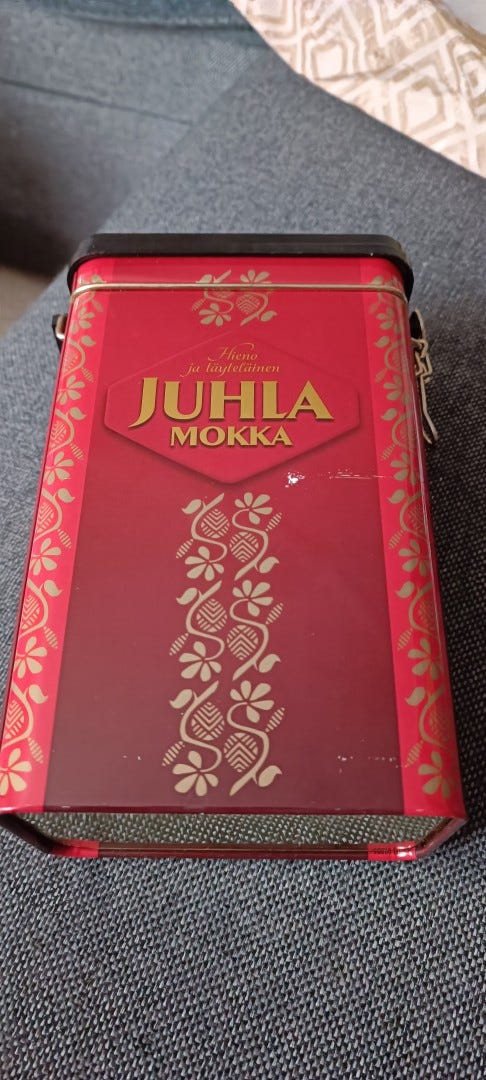 Hieno
ja täyteläinen
JUHLA
MOKKA